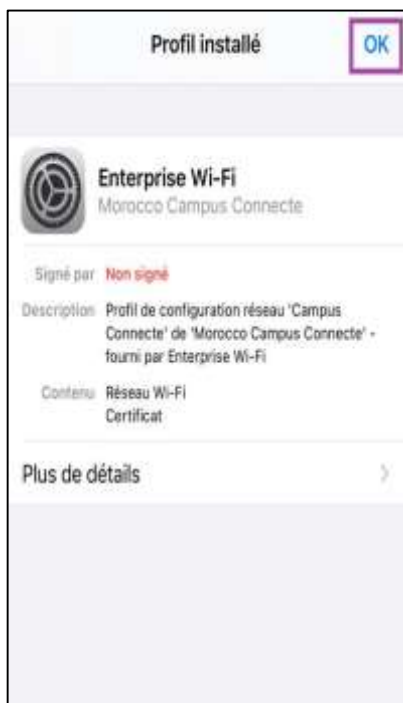 Profil installé
OK
Enterprise Wi-Fi
Morocco Campus Connecte
Signé par Non signé
Description Profil de configuration réseau 'Campus
Connecte' de 'Morocco Campus Connecte' -
fourni par Enterprise Wi-Fi
Contenu Réseau Wi-Fi
Certificat
Plus de détails